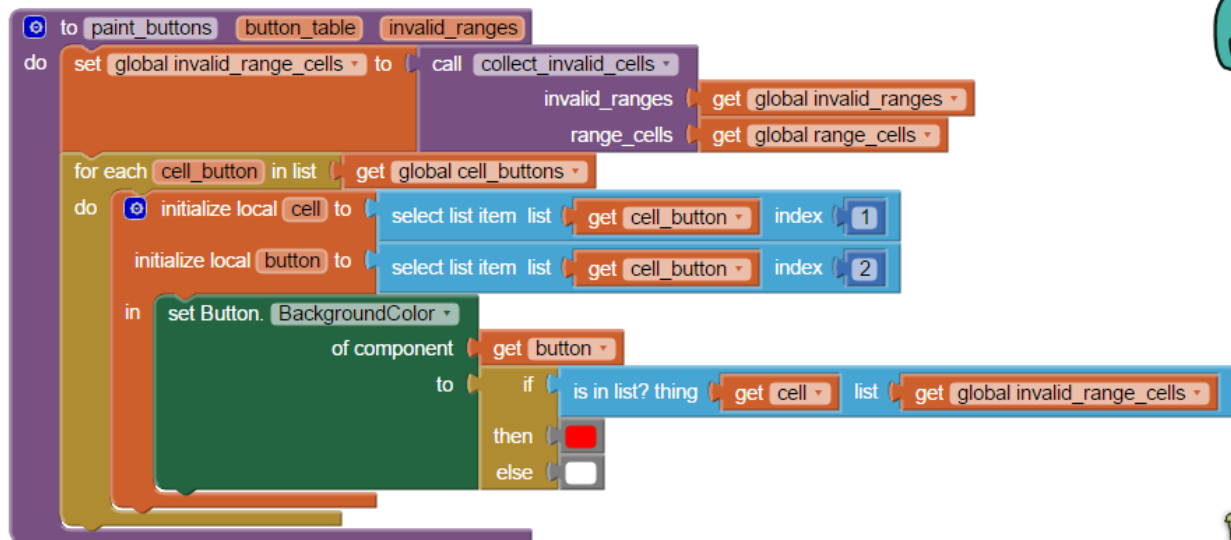 to paint_buttons button_table invalid_ranges
do set global invalid_range_cells to call collect_invalid_cells
invalid_ranges get global invalid_ranges
range_cells get global range_cells
for each cell_button in list get global cell_buttons
do initialize local cell to select list item list get cell_button index 1
initialize local button to select list item list get cell_button index 2
in set Button. BackgroundColor
of component get button
to if is in list? thing get cell list get global invalid_range_cells
then
else